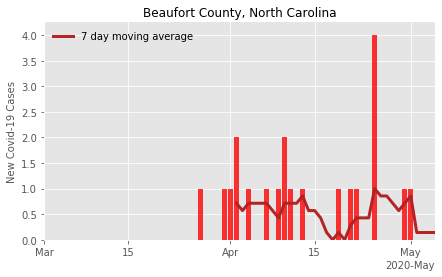 Beaufort County, North Carolina
7 day moving average
New Covid-19 Cases
4.0
3.5
3.0
2.5
2.0
1.5
1.0
0.5
0.0
Mar
15
Apr
15
May
2020-May